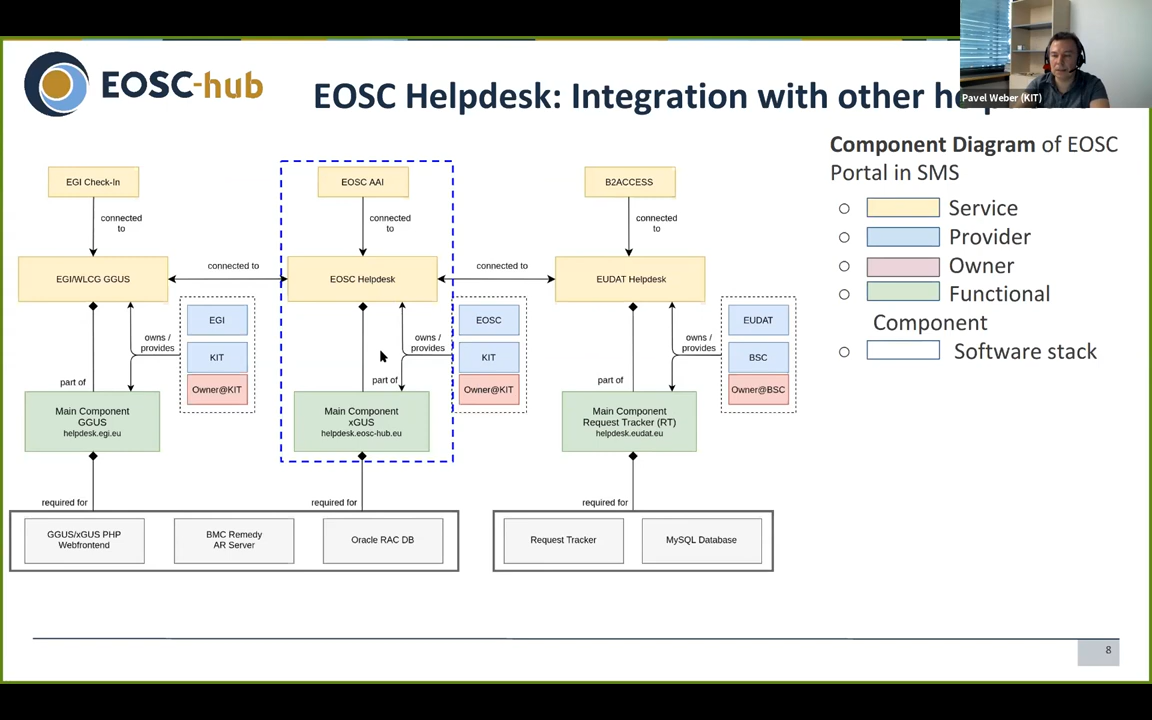 EOSC-hub
EOSC Helpdesk: Integration with other
Pavel Weber (KIT)
Component Diagram of EOSC
Portal in SMS
Service
Provider
Owner
Functional
Component
Software stack
EGI Check-In
EOSC AAI
B2ACCESS
connected
to
connected
to
connected
to
EGI/WLCG GGUS
connected to
EOSC Helpdesk
connected to
EUDAT Helpdesk
owns /
provides
EGI
KIT
Owner@KIT
owns /
provides
EOSC
KIT
Owner@KIT
owns /
provides
EUDAT
BSC
Owner@BSC
part of
part of
part of
Main Component
GGUS
helpdesk.egi.eu
Main Component
xGUS
helpdesk.eosc-hub.eu
Main Component
Request Tracker (RT)
helpdesk.eudat.eu
required for
required for
required for
GGUS/xGUS PHP
Webfrontend
BMC Remedy
AR Server
Oracle RAC DB
Request Tracker
MySQL Database
8